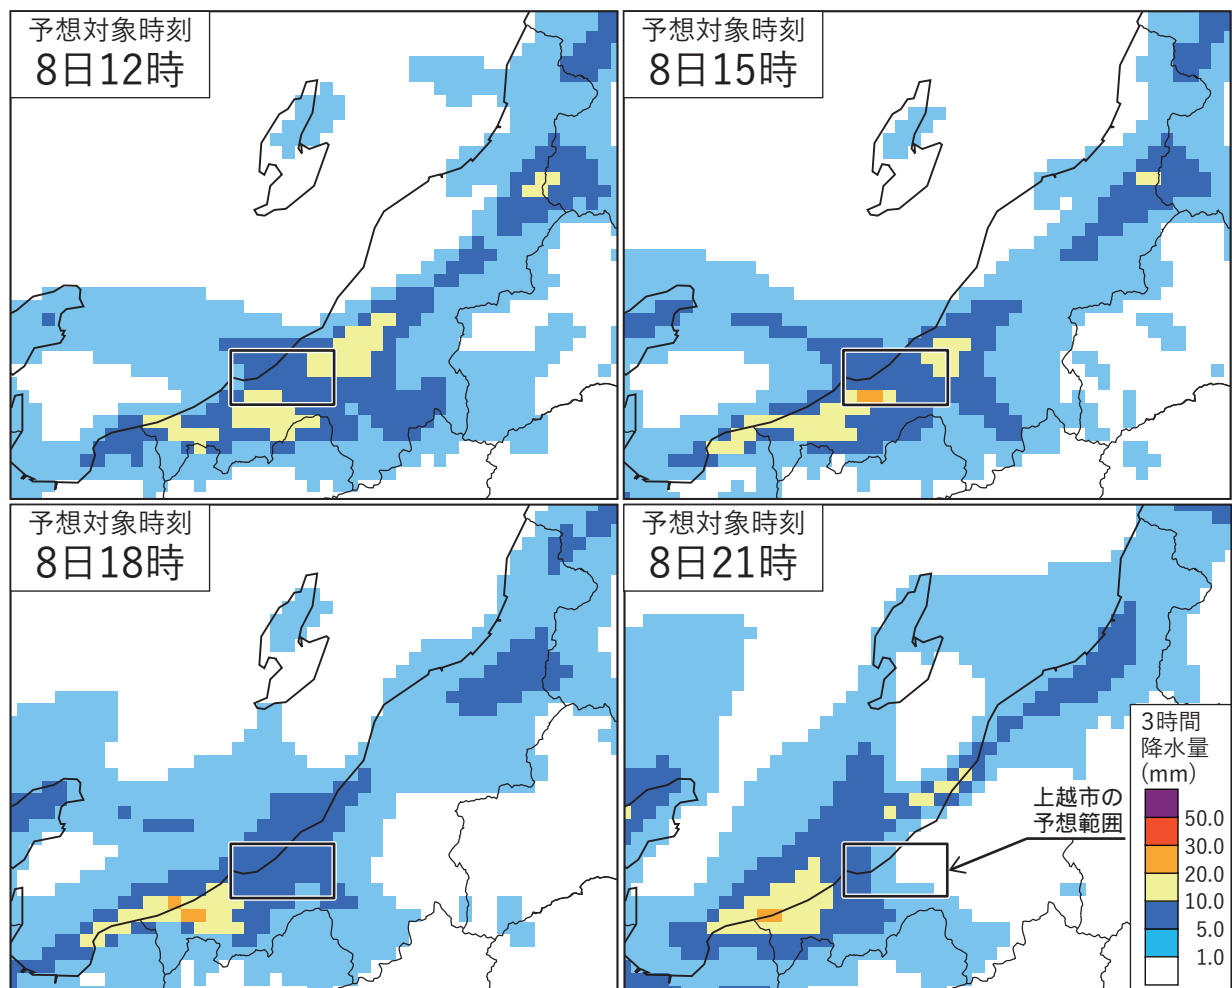 予想対象時刻
8日12時
予想対象時刻
8日15時
予想対象時刻
8日18時
予想対象時刻
8日21時
上越市の
予想範囲
3時間
降水量
(mm)
50.0
30.0
20.0
10.0
5.0
1.0